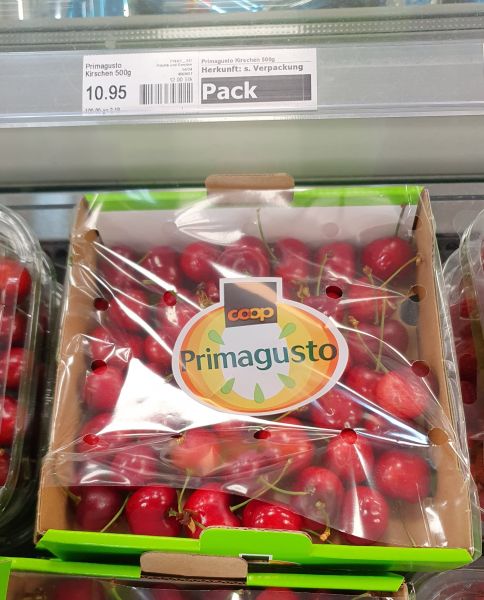 Primagusto
Kirschen 500g
10.95
Primagusto Kirschen 500g
Herkunft: s. Verpackung
Pack
coop
Primagusto